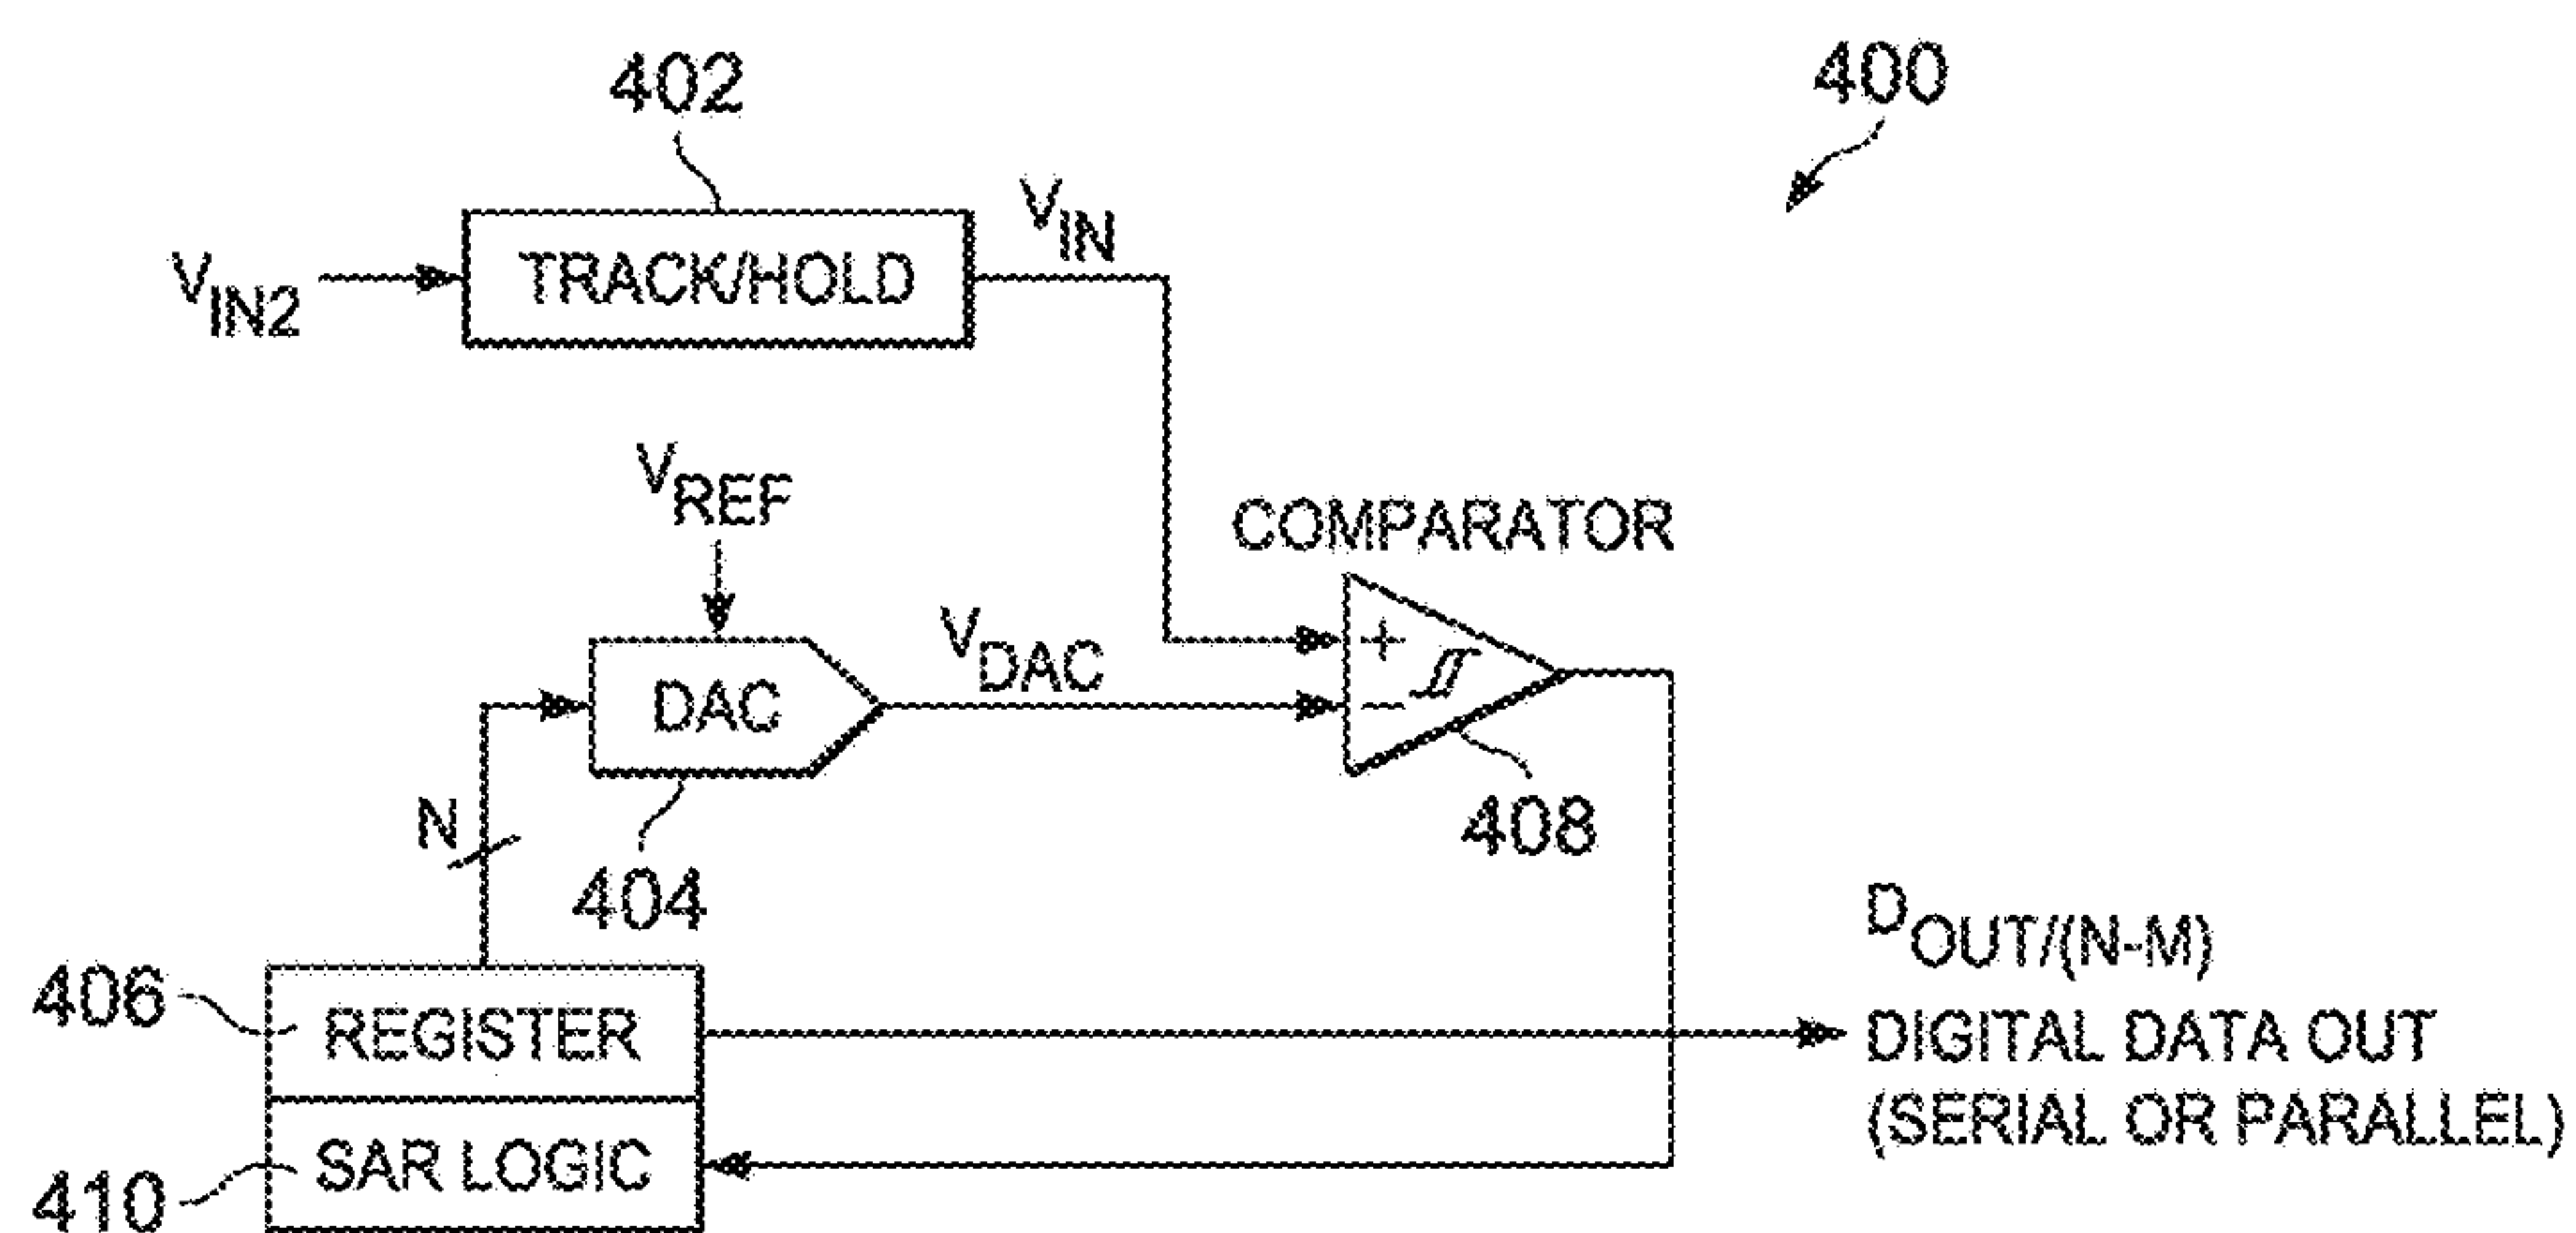 402
400
VIN
VIN2
TRACK/HOLD
VREF
COMPARATOR
VDAC
+
DAC
−
N
408
404
DOUT/(N-M)
406
REGISTER
DIGITAL DATA OUT
(SERIAL OR PARALLEL)
SAR LOGIC
410